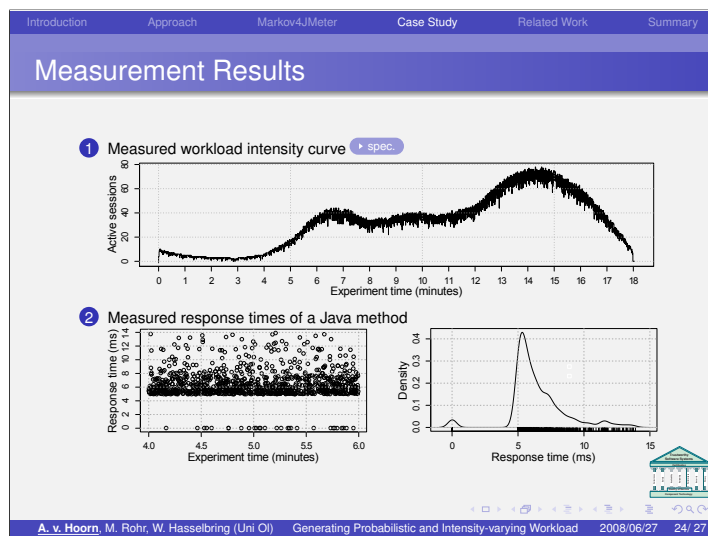 Introduction Approach Markov4JMeter Case Study Related Work Summary
Measurement Results
1 Measured workload intensity curve spec.
Active sessions
0 20 40 60 80
0 1 2 3 4 5 6 7 8 9 10 11 12 13 14 15 16 17 18
Experiment time (minutes)
2 Measured response times of a Java method
Response time (ms)
0 2 4 6 8 10 12 14
4.0 4.5 5.0 5.5 6.0
Experiment time (minutes)
Density
0.0 0.1 0.2 0.3 0.4
0 5 10 15
Response time (ms)
Trustworthy
Software Systems
A. v. Hoorn, M. Rohr, W. Hasselbring (Uni Ol) Generating Probabilistic and Intensity-varying Workload 2008/06/27 24/ 27